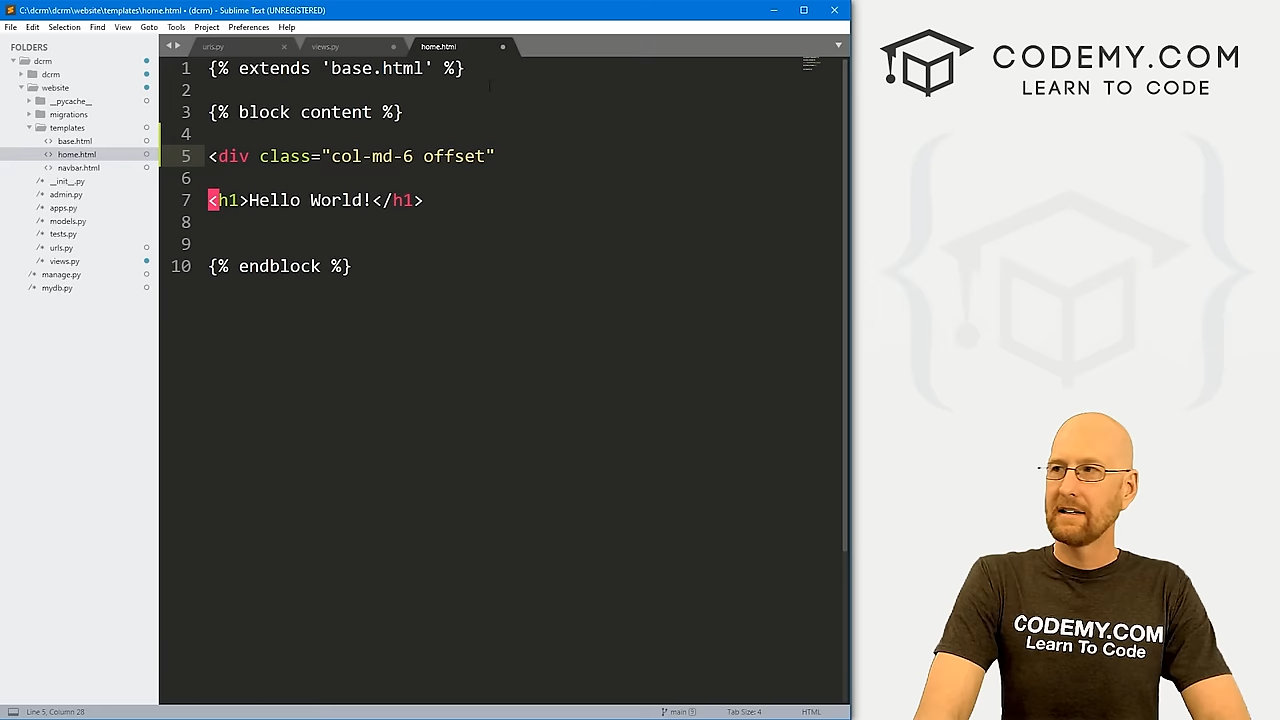 C:\dcrm\dcrm\website\templates\home.html • (dcrm) - Sublime Text (UNREGISTERED)
File Edit Selection Find View Goto Tools Project Preferences Help
FOLDERS
dcrm
dcrm
website
__pycache__
migrations
templates
base.html
home.html
navbar.html
__init__.py
admin.py
apps.py
models.py
tests.py
urls.py
views.py
manage.py
mydb.py
urls.py views.py home.html
1 {% extends 'base.html' %}
2
3 {% block content %}
4
5 <div class="col-md-6 offset"
6
7 <h1>Hello World!</h1>
8
9
10 {% endblock %}
Line 5, Column 28 main Tab Size: 4 HTML
CODEMY.COM
LEARN TO CODE
CODEMY.COM
Learn To Code